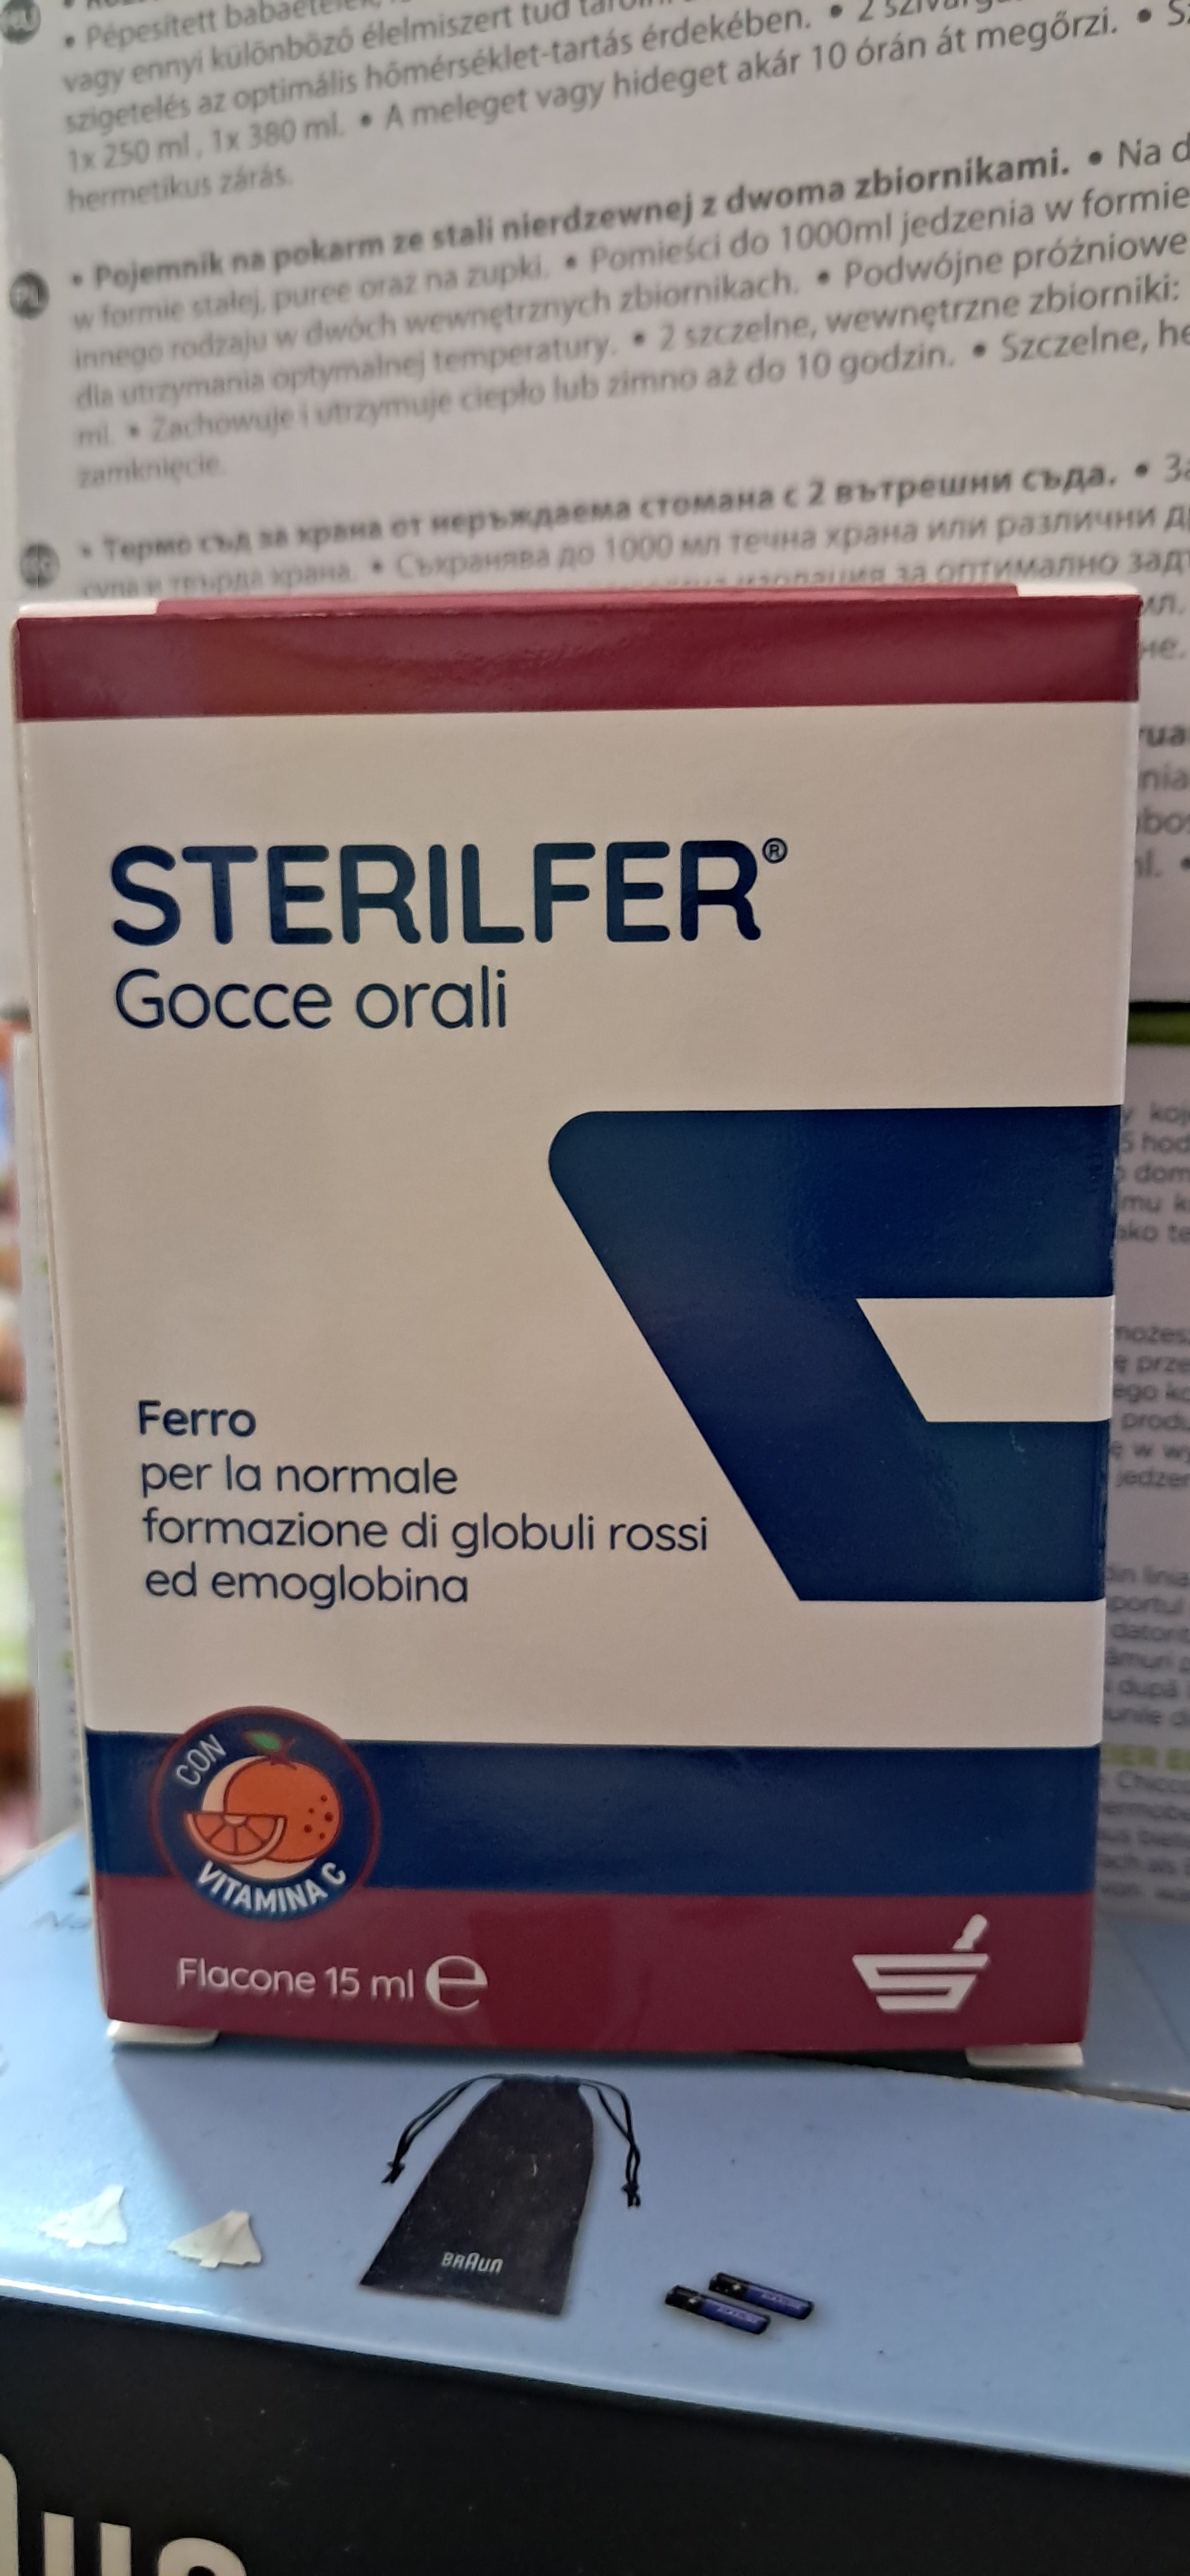 • Pépesített
vagy ennyi különböző élelmiszert tud
szigetelés az optimális hőmérséklet-tartás érdekében. • 2
1x 250 ml, 1x 380 ml. • A meleget vagy hideget akár 10 órán át megőrzi. •
hermetikus zárás.
PL
• Pojemnik na pokarm ze stali nierdzewnej z dwoma zbiornikami. • Na
w formie stałej, puree oraz na zupki. • Pomieści do 1000ml jedzenia w formie
innego rodzaju w dwóch wewnętrznych zbiornikach. • Podwójne próżniowe
dla utrzymania optymalnej temperatury. • 2 szczelne, wewnętrzne zbiorniki:
ml. • Zachowuje i utrzymuje ciepło lub zimno aż do 10 godzin. • Szczelne,
zamknięcie.
• Термо съд за храна от неръждаема стомана с 2 вътрешни съда. •
супа и твърда храна. • Съхранява до 1000 мл течна храна или различни
изолация за оптимално
STERILFER®
Gocce orali
Ferro
per la normale
formazione di globuli rossi
ed emoglobina
CON
VITAMINA C
Flacone 15 ml e
BRAUN